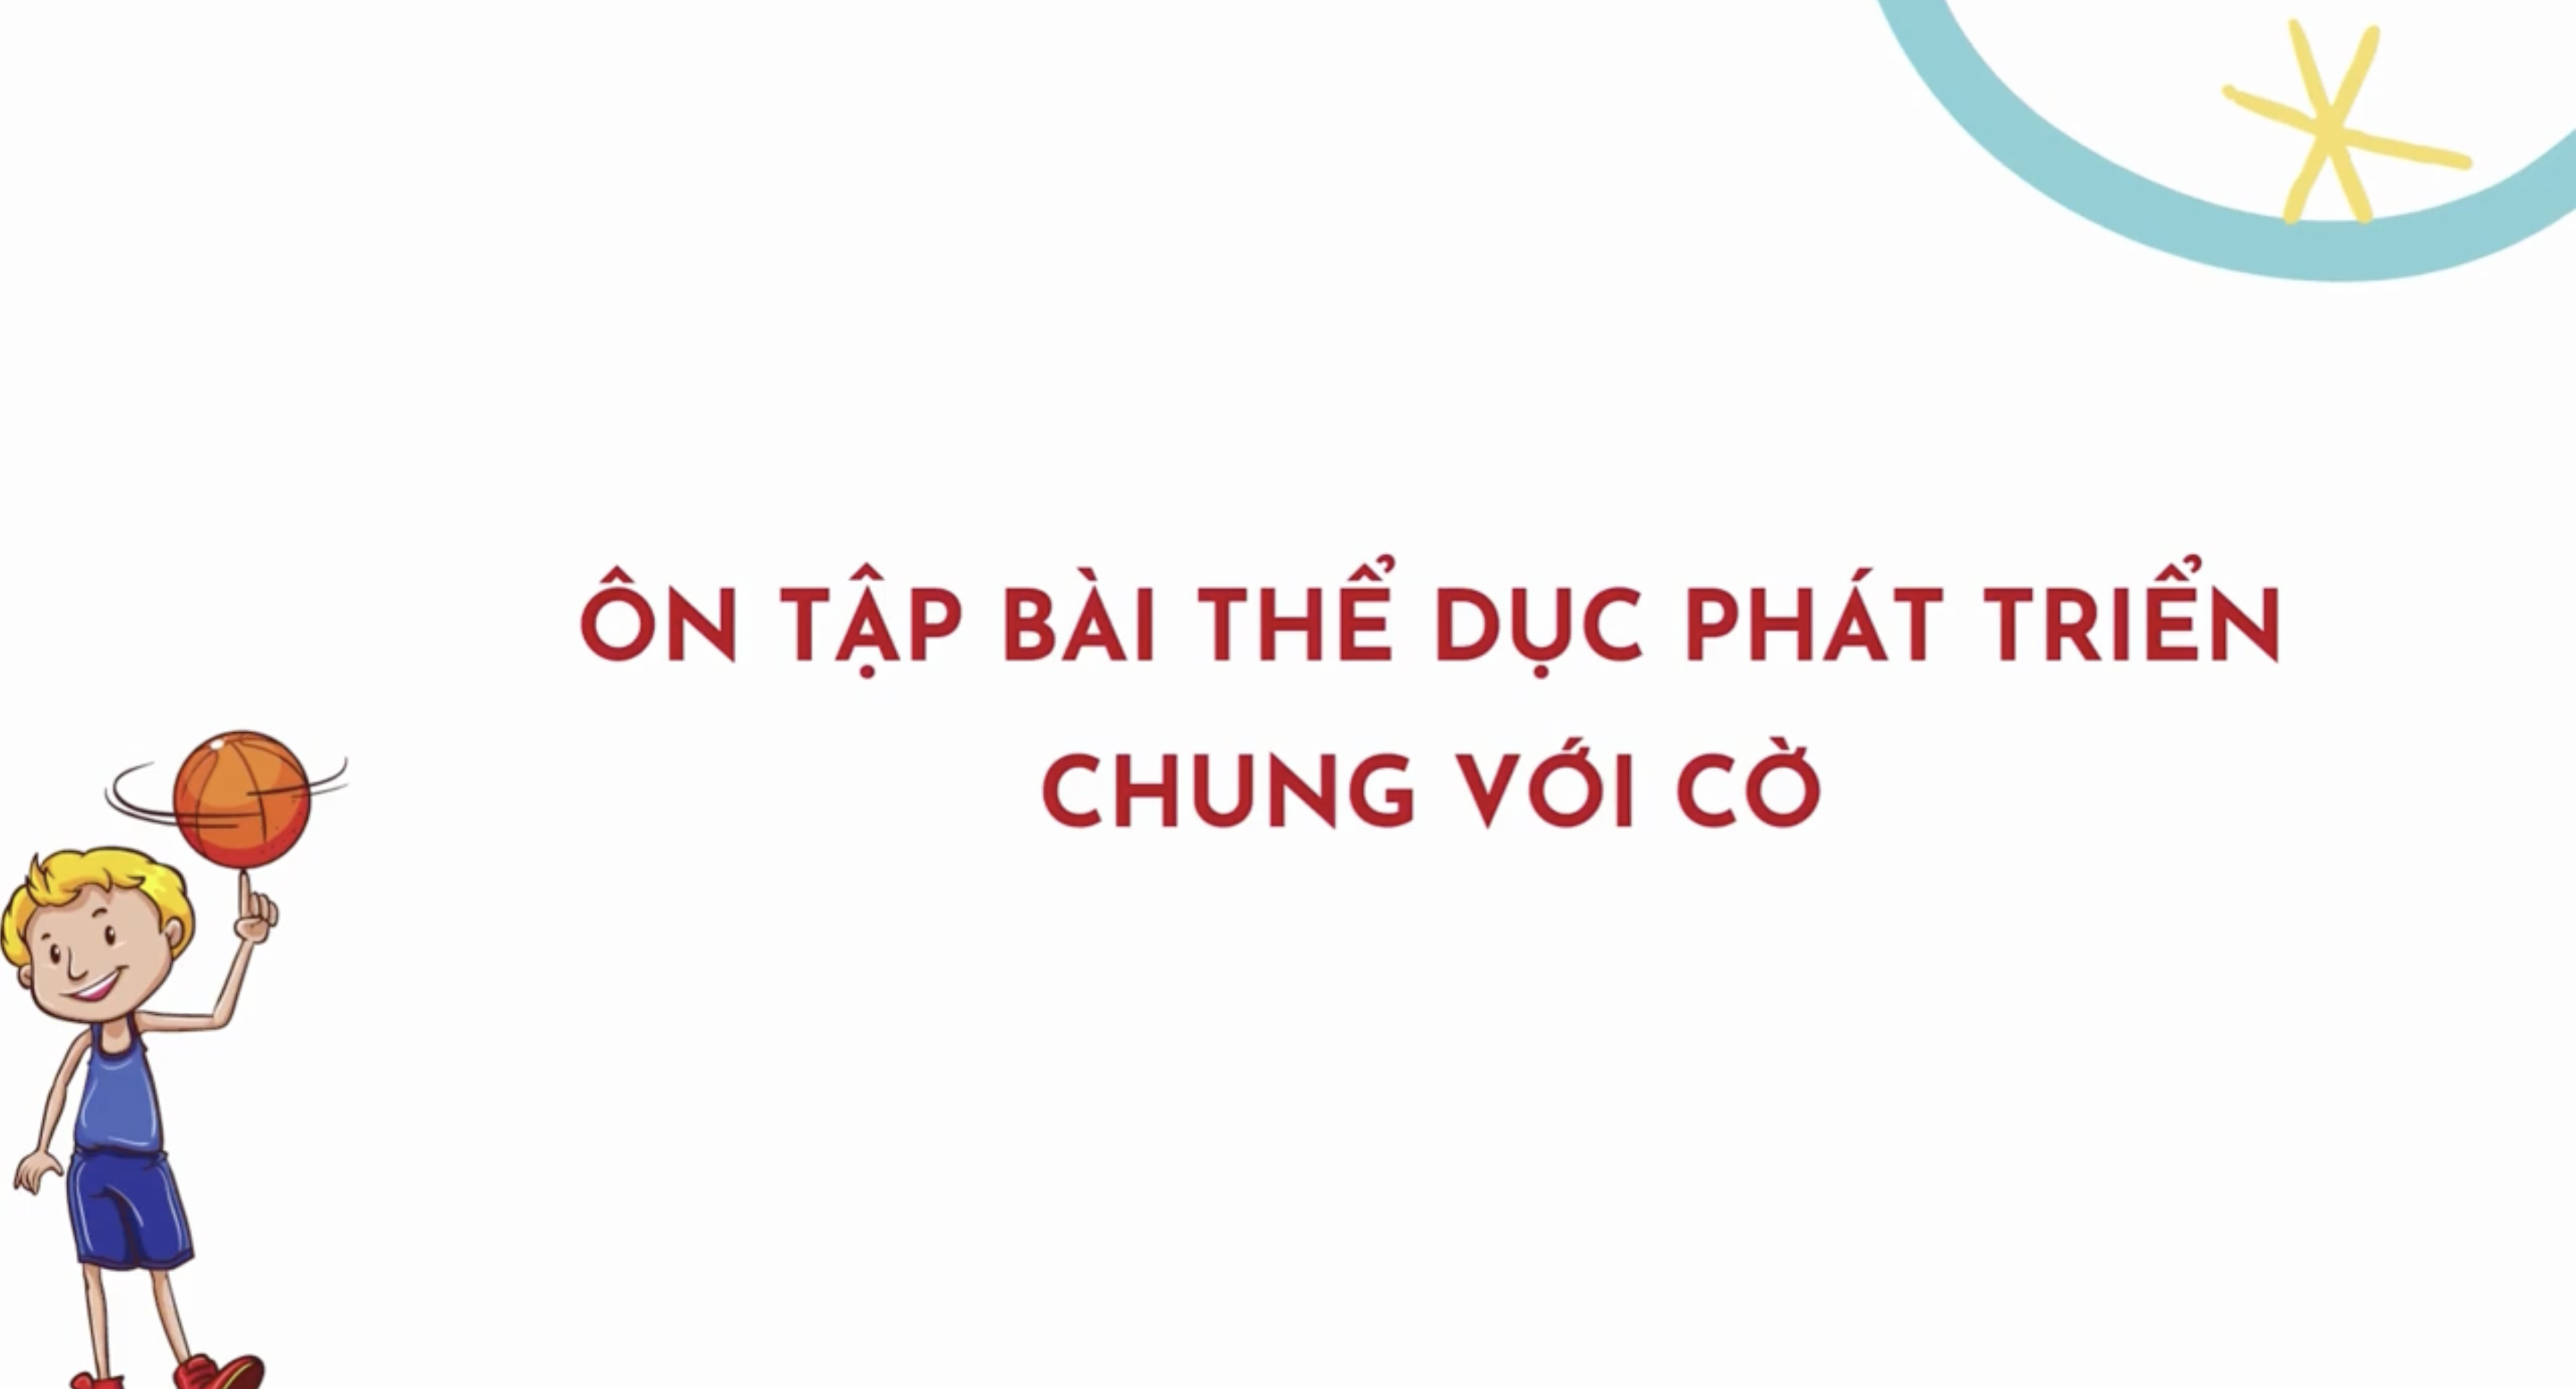 ÔN TẬP BÀI THỂ DỤC PHÁT TRIỂN
CHUNG VỚI CỜ